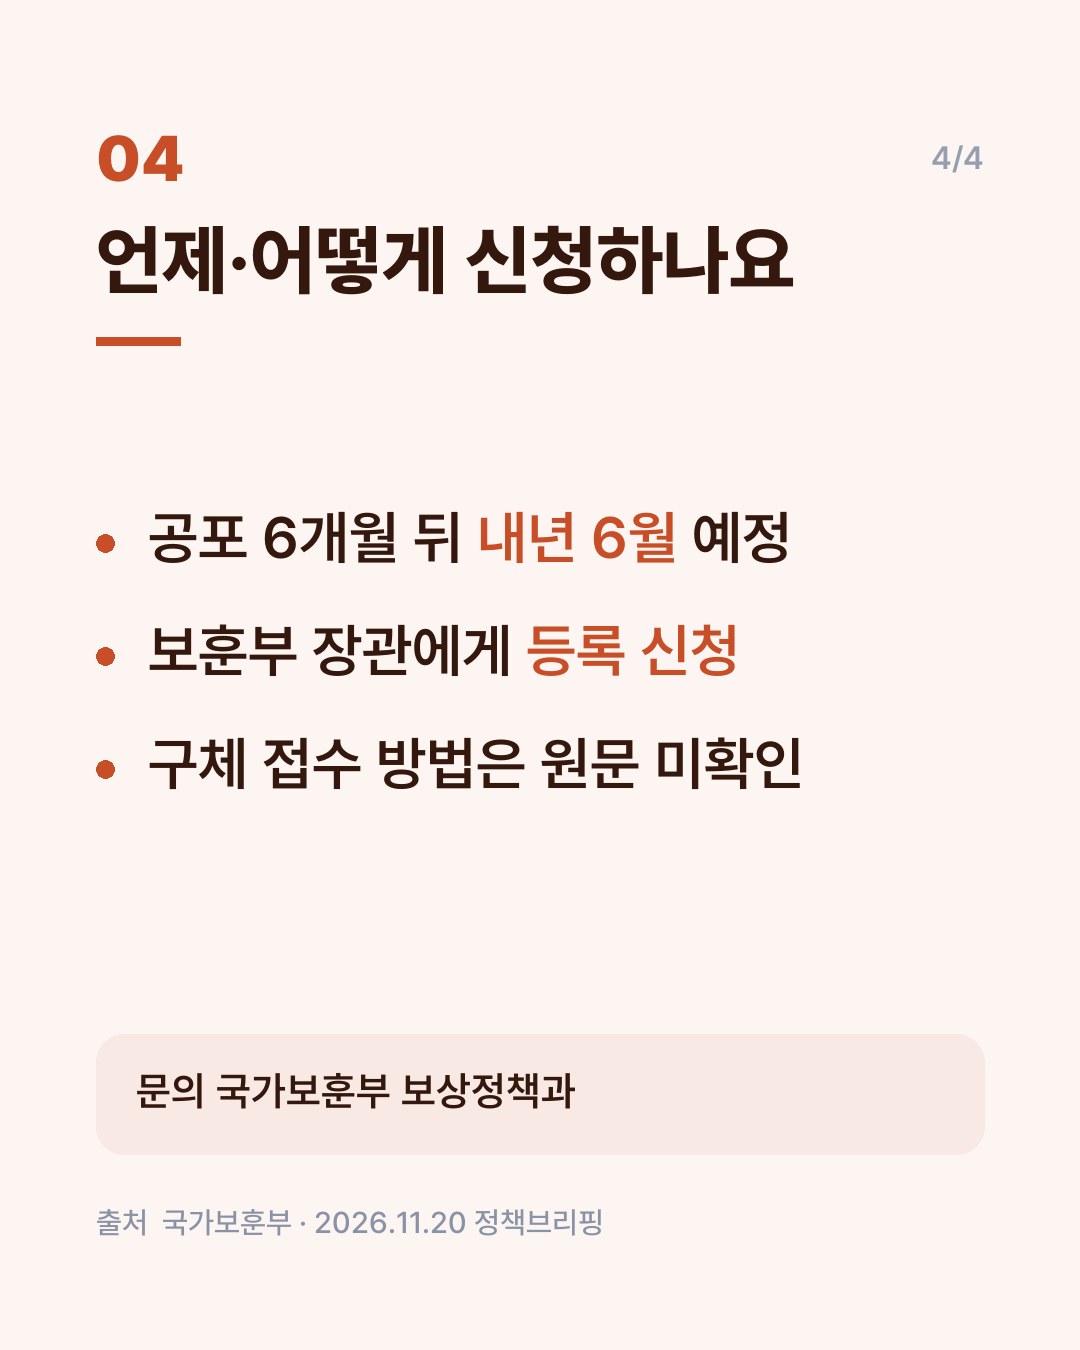 04
4/4
언제·어떻게 신청하나요
• 공포 6개월 뒤 내년 6월 예정
• 보훈부 장관에게 등록 신청
• 구체 접수 방법은 원문 미확인
문의 국가보훈부 보상정책과
출처 국가보훈부 · 2026.11.20 정책브리핑